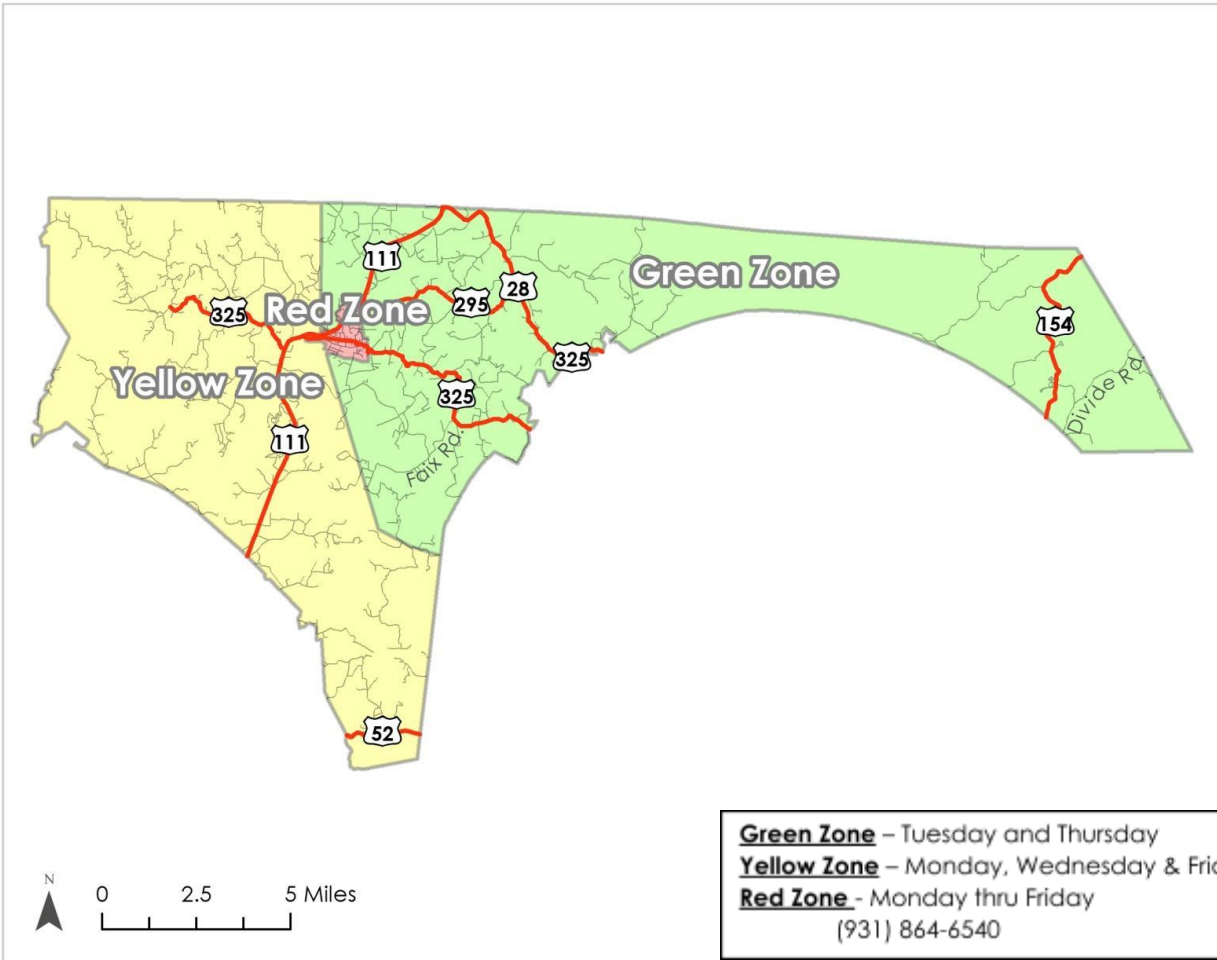 111
Green Zone
28
295
Red Zone
325
154
325
Yellow Zone
325
Divide Rd.
111
Faix Rd.
52
N
0 2.5 5 Miles
Green Zone – Tuesday and Thursday
Yellow Zone – Monday, Wednesday &
Red Zone - Monday thru Friday
(931) 864-6540